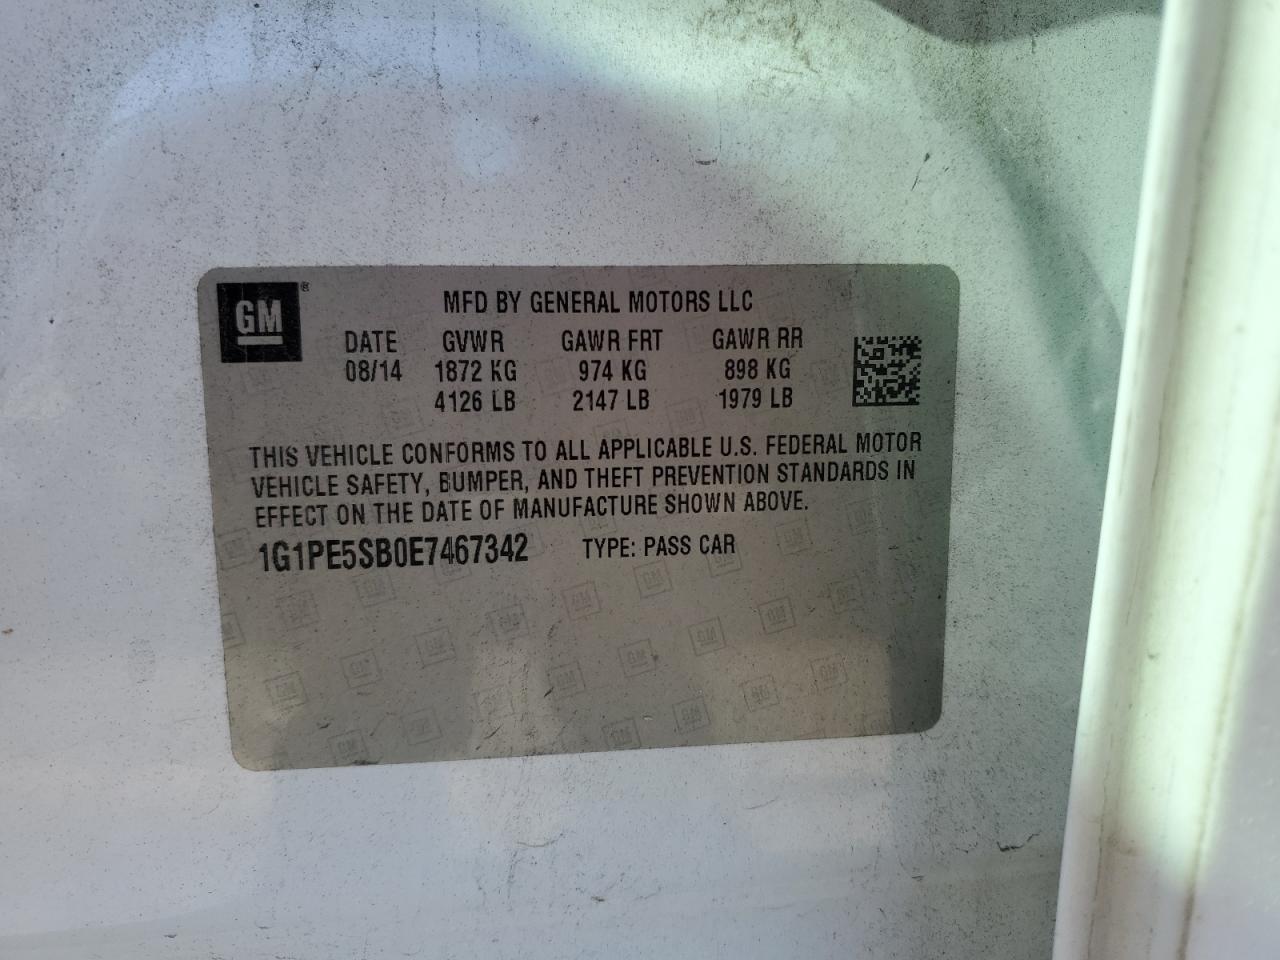 GM ®
MFD BY GENERAL MOTORS LLC
DATE GVWR GAWR FRT GAWR RR
08/14 1872 KG 974 KG 898 KG
4126 LB 2147 LB 1979 LB
THIS VEHICLE CONFORMS TO ALL APPLICABLE U.S. FEDERAL MOTOR
VEHICLE SAFETY, BUMPER, AND THEFT PREVENTION STANDARDS IN
EFFECT ON THE DATE OF MANUFACTURE SHOWN ABOVE.
1G1PE5SB0E7467342 TYPE: PASS CAR